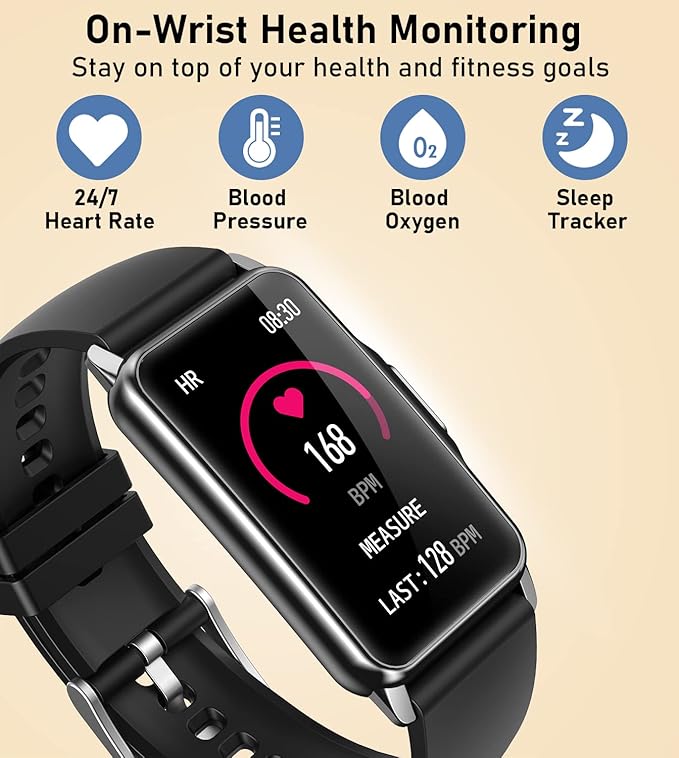 On-Wrist Health Monitoring
Stay on top of your health and fitness goals
O2
Z
Z
24/7
Heart Rate
Blood
Pressure
Blood
Oxygen
Sleep
Tracker
08:30
HR
168
BPM
MEASURE
LAST: 128 BPM